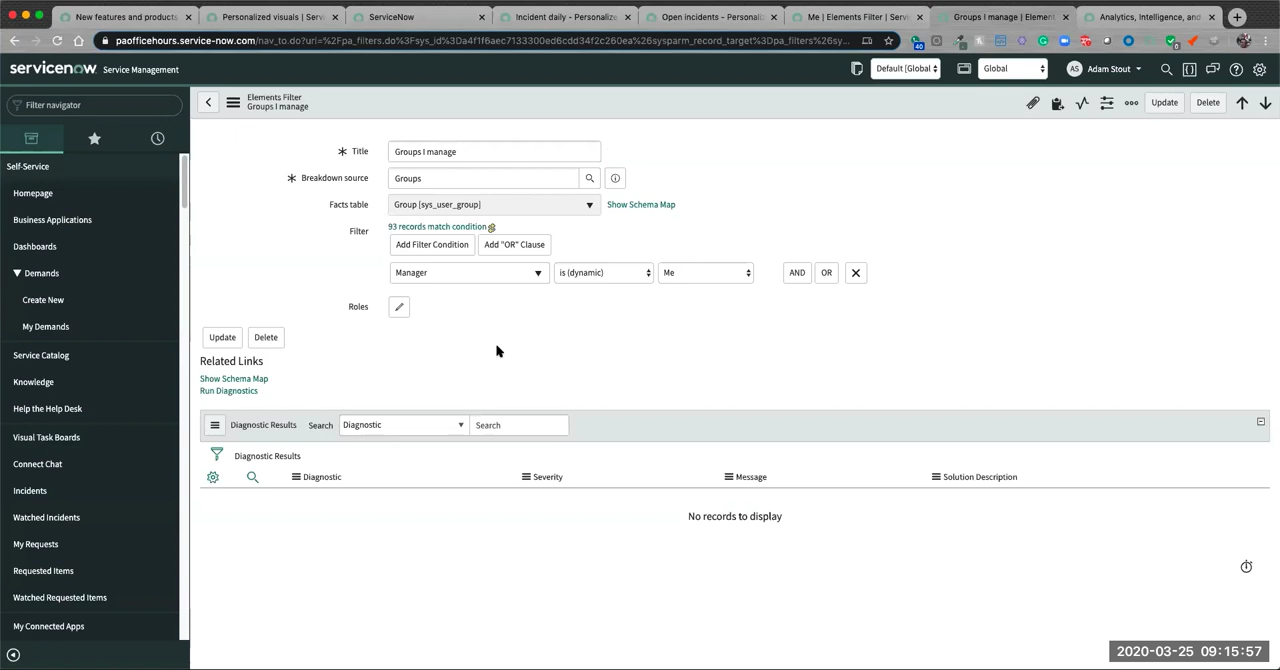 New features and products
Personalized visuals | Servi
ServiceNow
Incident daily - Personalize
Open incidents - Personaliz
Me | Elements Filter | Servic
Groups I manage | Element
Analytics, Intelligence, and
paofficehours.service-now.com/nav_to.do?uri=%2Fpa_filters.do%3Fsys_id%3Da4f1f6aec7133300ed6cdd34f2c260ea%26sysparm_record_target%3Dpa_filters%26sy...
servicenow Service Management
Default [Global
Global
AS Adam Stout
Filter navigator
Self-Service
Homepage
Business Applications
Dashboards
Demands
Create New
My Demands
Service Catalog
Knowledge
Help the Help Desk
Visual Task Boards
Connect Chat
Incidents
Watched Incidents
My Requests
Requested Items
Watched Requested Items
My Connected Apps
Elements Filter
Groups I manage
Update
Delete
Title
Groups I manage
Breakdown source
Groups
Facts table
Group [sys_user_group]
Show Schema Map
Filter
93 records match condition
Add Filter Condition
Add "OR" Clause
Manager
is (dynamic)
Me
AND
OR
Roles
Update
Delete
Related Links
Show Schema Map
Run Diagnostics
Diagnostic Results
Search
Diagnostic
Search
Diagnostic Results
Diagnostic
Severity
Message
Solution Description
No records to display
2020-03-25 09:15:57